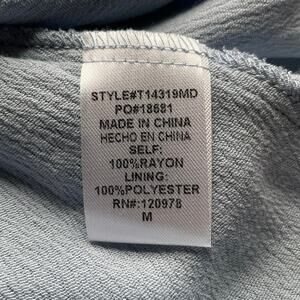 STYLE#T14319MD
PO#18681
MADE IN CHINA
HECHO EN CHINA
SELF:
100%RAYON
LINING:
100%POLYESTER
RN#:120978
M